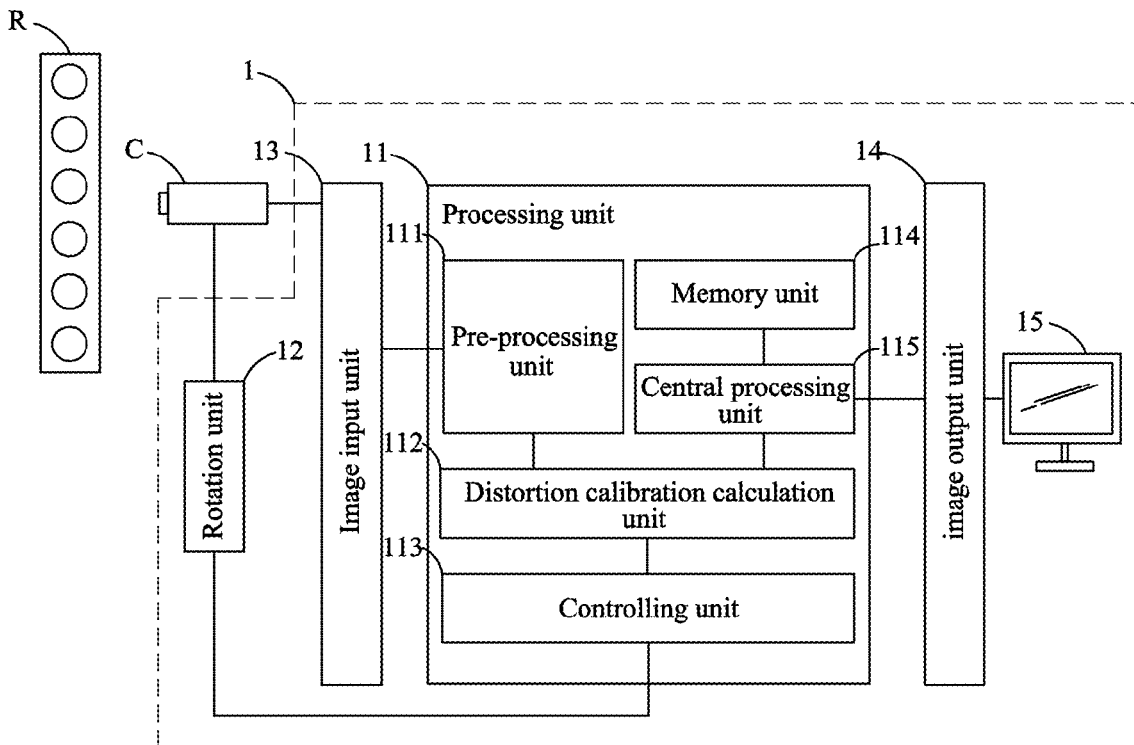 R
1
C
13
11
14
Processing unit
111
114
Memory unit
Pre-processing
unit
15
12
115
Central processing
unit
Rotation unit
Image input unit
image output unit
112
Distortion calibration calculation
unit
113
Controlling unit